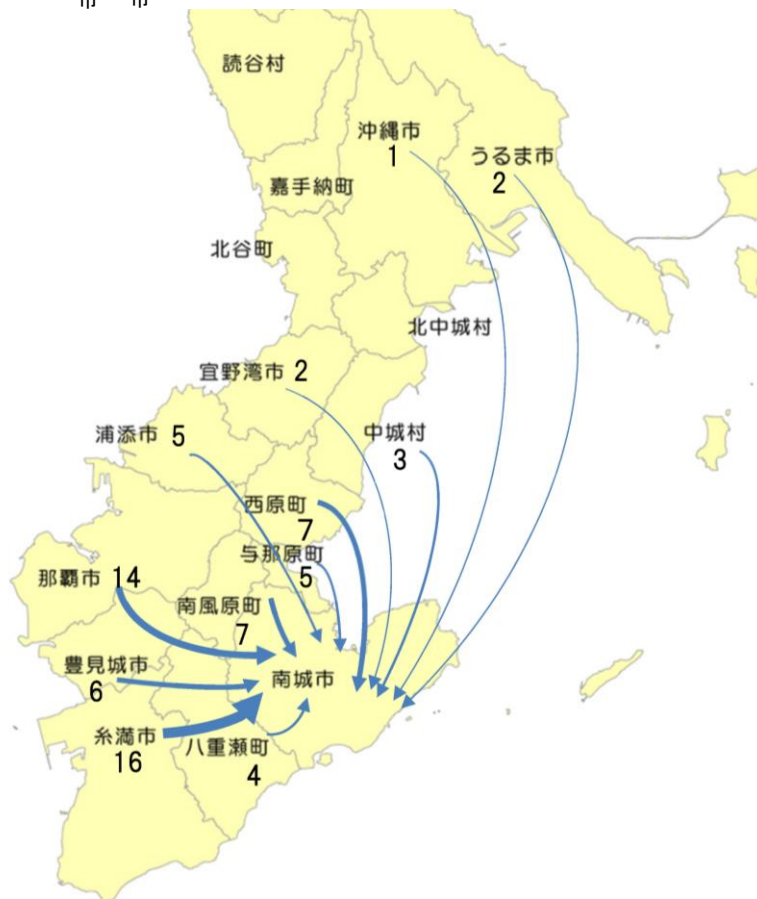 市 市
読谷村
沖縄市
1
うるま市
2
嘉手納町
北谷町
北中城村
宜野湾市 2
浦添市 5
中城村
3
西原町
7
与那原町
5
那覇市 14
南風原町
7
豊見城市
6
南城市
糸満市
16
八重瀬町
4